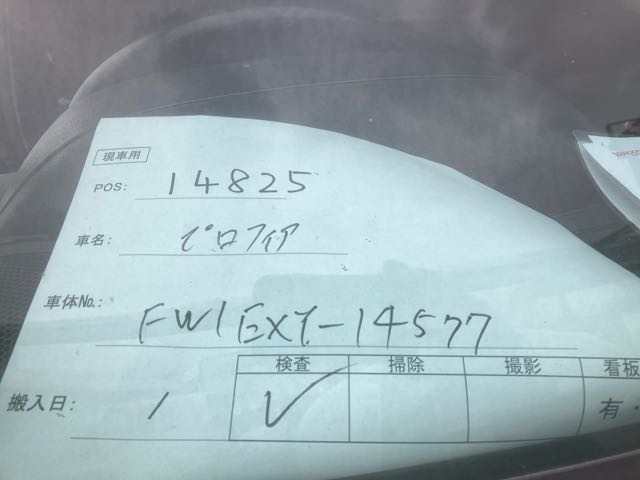 現車用
POS: 14825
車名: プロフィア
車体No.: FW1EXY-14577
検査 掃除 撮影 看板
搬入日: / ✓ 有・